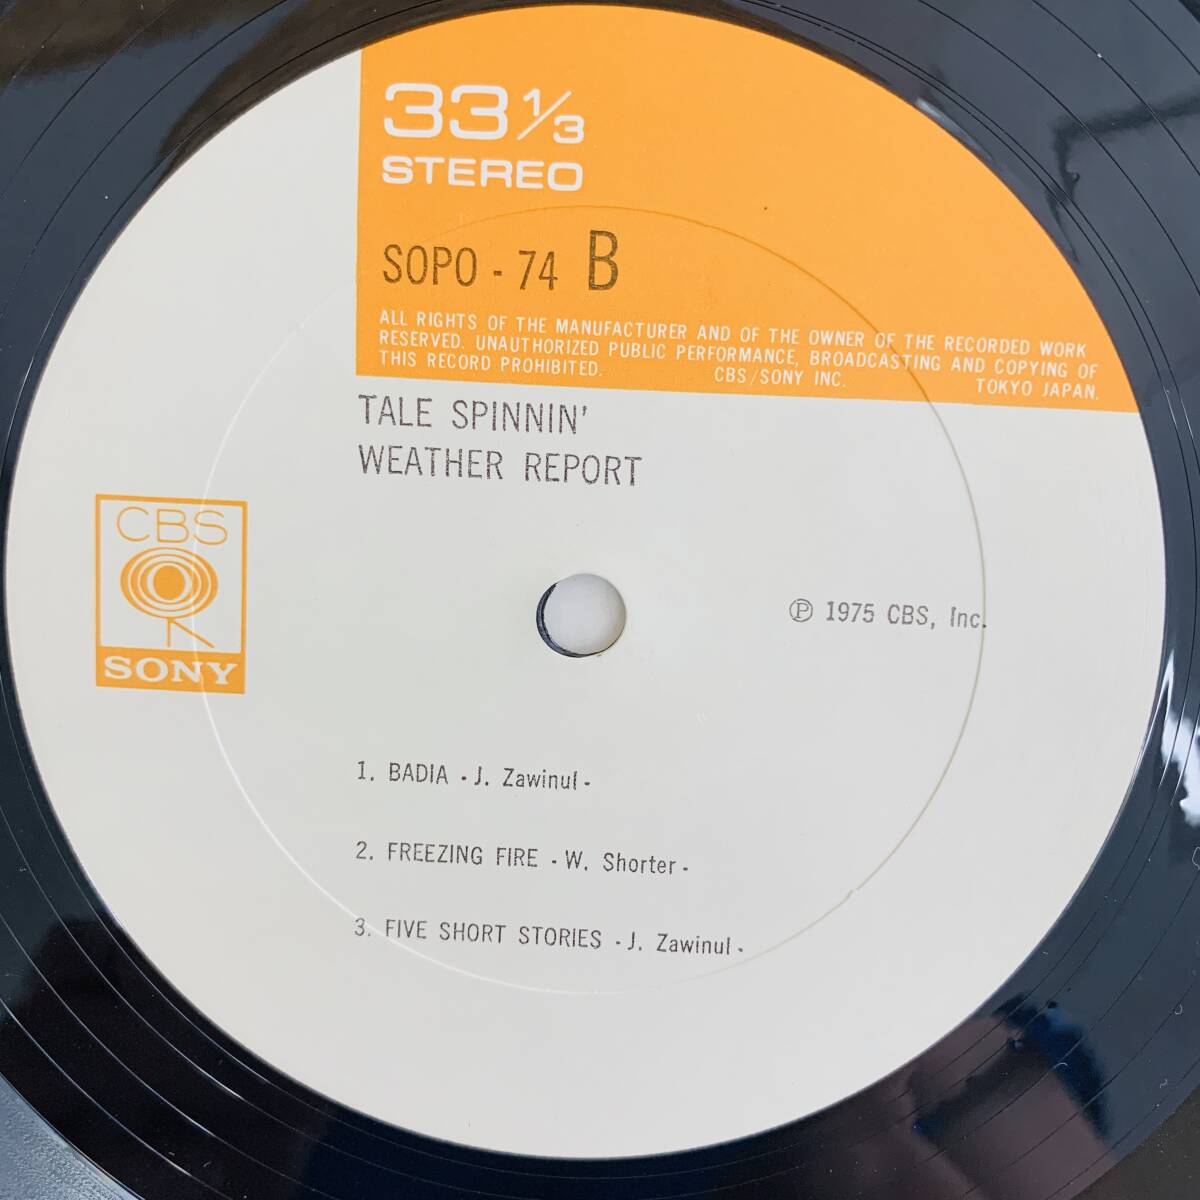 33 1/3
STEREO
SOPO - 74 B
ALL RIGHTS OF THE MANUFACTURER AND OF THE OWNER OF THE RECORDED WORK
RESERVED. UNAUTHORIZED PUBLIC PERFORMANCE, BROADCASTING AND COPYING OF
THIS RECORD PROHIBITED. CBS/SONY INC. TOKYO JAPAN.
TALE SPINNIN'
WEATHER REPORT
CBS
SONY
Ⓟ 1975 CBS, Inc.
1. BADIA - J. Zawinul -
2. FREEZING FIRE - W. Shorter -
3. FIVE SHORT STORIES - J. Zawinul -